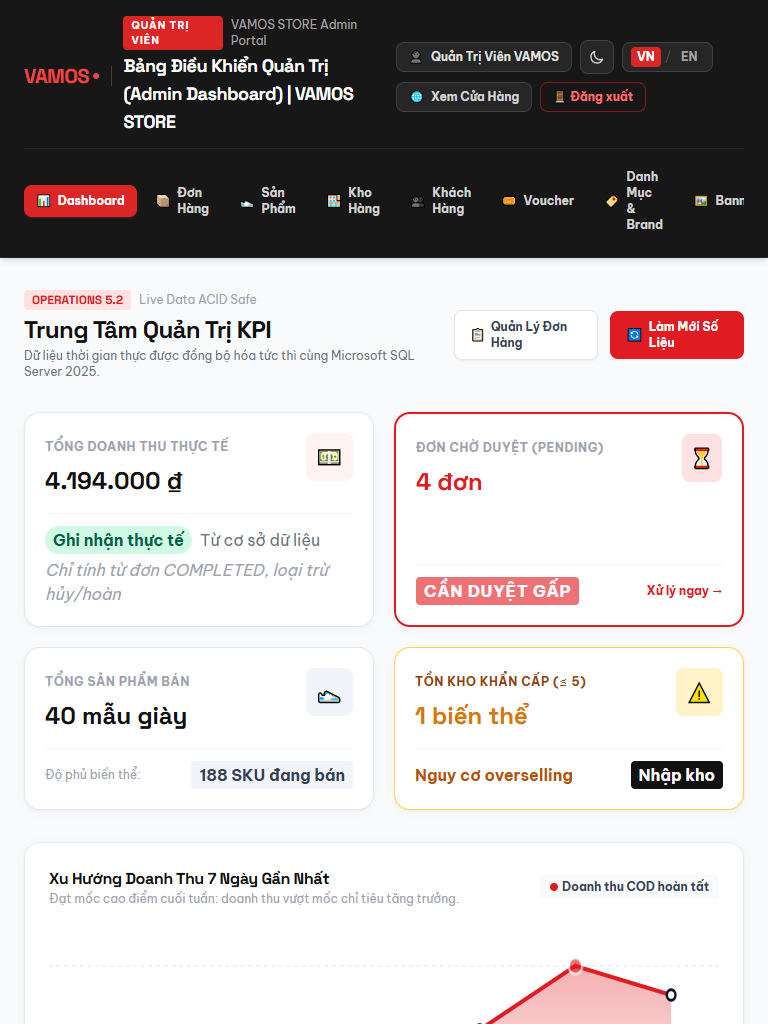 VAMOS
QUẢN TRỊ
VIÊN
VAMOS STORE Admin
Portal
Bảng Điều Khiển Quản Trị
(Admin Dashboard) | VAMOS
STORE
Quản Trị Viên VAMOS
VN / EN
Xem Cửa Hàng
Đăng xuất
Dashboard
Đơn
Hàng
Sản
Phẩm
Kho
Hàng
Khách
Hàng
Voucher
Danh
Mục
&
Brand
Bann
OPERATIONS 5.2
Live Data ACID Safe
Trung Tâm Quản Trị KPI
Dữ liệu thời gian thực được đồng bộ hóa tức thì cùng Microsoft SQL
Server 2025.
Quản Lý Đơn
Hàng
Làm Mới Số
Liệu
TỔNG DOANH THU THỰC TẾ
4.194.000 ₫
Ghi nhận thực tế Từ cơ sở dữ liệu
Chỉ tính từ đơn COMPLETED, loại trừ
hủy/hoàn
ĐƠN CHỜ DUYỆT (PENDING)
4 đơn
CẦN DUYỆT GẤP
Xử lý ngay →
TỔNG SẢN PHẨM BÁN
40 mẫu giày
Độ phủ biến thể:
188 SKU đang bán
TỒN KHO KHẨN CẤP (≤ 5)
1 biến thể
Nguy cơ overselling
Nhập kho
Xu Hướng Doanh Thu 7 Ngày Gần Nhất
Đạt mốc cao điểm cuối tuần: doanh thu vượt mốc chỉ tiêu tăng trưởng.
Doanh thu COD hoàn tất